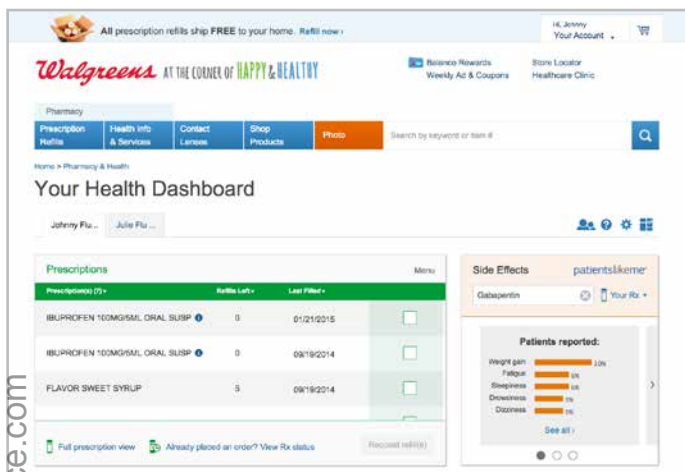 All prescription refills ship FREE to your home. Refill now ›
Hi, Jenny
Your Account
Walgreens AT THE CORNER OF HAPPY & HEALTHY
Balance Rewards
Weekly Ad & Coupons
Store Locator
Healthcare Clinic
Pharmacy
Prescription Refills
Health Info & Services
Contact Lenses
Shop Products
Photo
Search by keyword or item #
Home > Pharmacy & Health
Your Health Dashboard
Johnny Flu...
Julie Flu ...
Prescriptions
Menu
Prescription(s) [7]
Refills Left
Last Filled
IBUPROFEN 100MG/5ML ORAL SUSP 0 01/21/2015
IBUPROFEN 100MG/5ML ORAL SUSP 0 09/19/2014
FLAVOR SWEET SYRUP 5 09/19/2014
Full prescription view
Already placed an order? View Rx status
Request refill(s)
Side Effects
patientslikeme
Gabapentin
Your Rx
Patients reported:
Weight gain
Fatigue
Sleepiness
Drowsiness
Dizziness
See all ›
ce.com